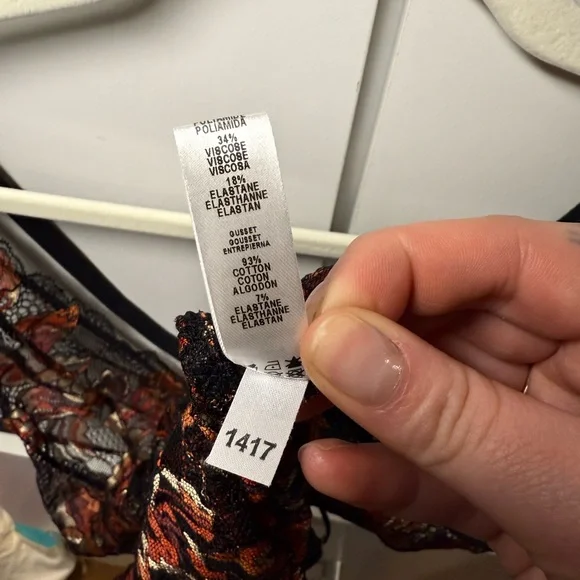 POLIAMIDA
34%
VISCOSE
VISCOSE
VISCOSA
18%
ELASTANE
ELASTHANNE
ELASTAN
GUSSET
GOUSSET
ENTREPIERNA
93%
COTTON
COTON
ALGODON
7%
ELASTANE
ELASTHANNE
ELASTAN
1417